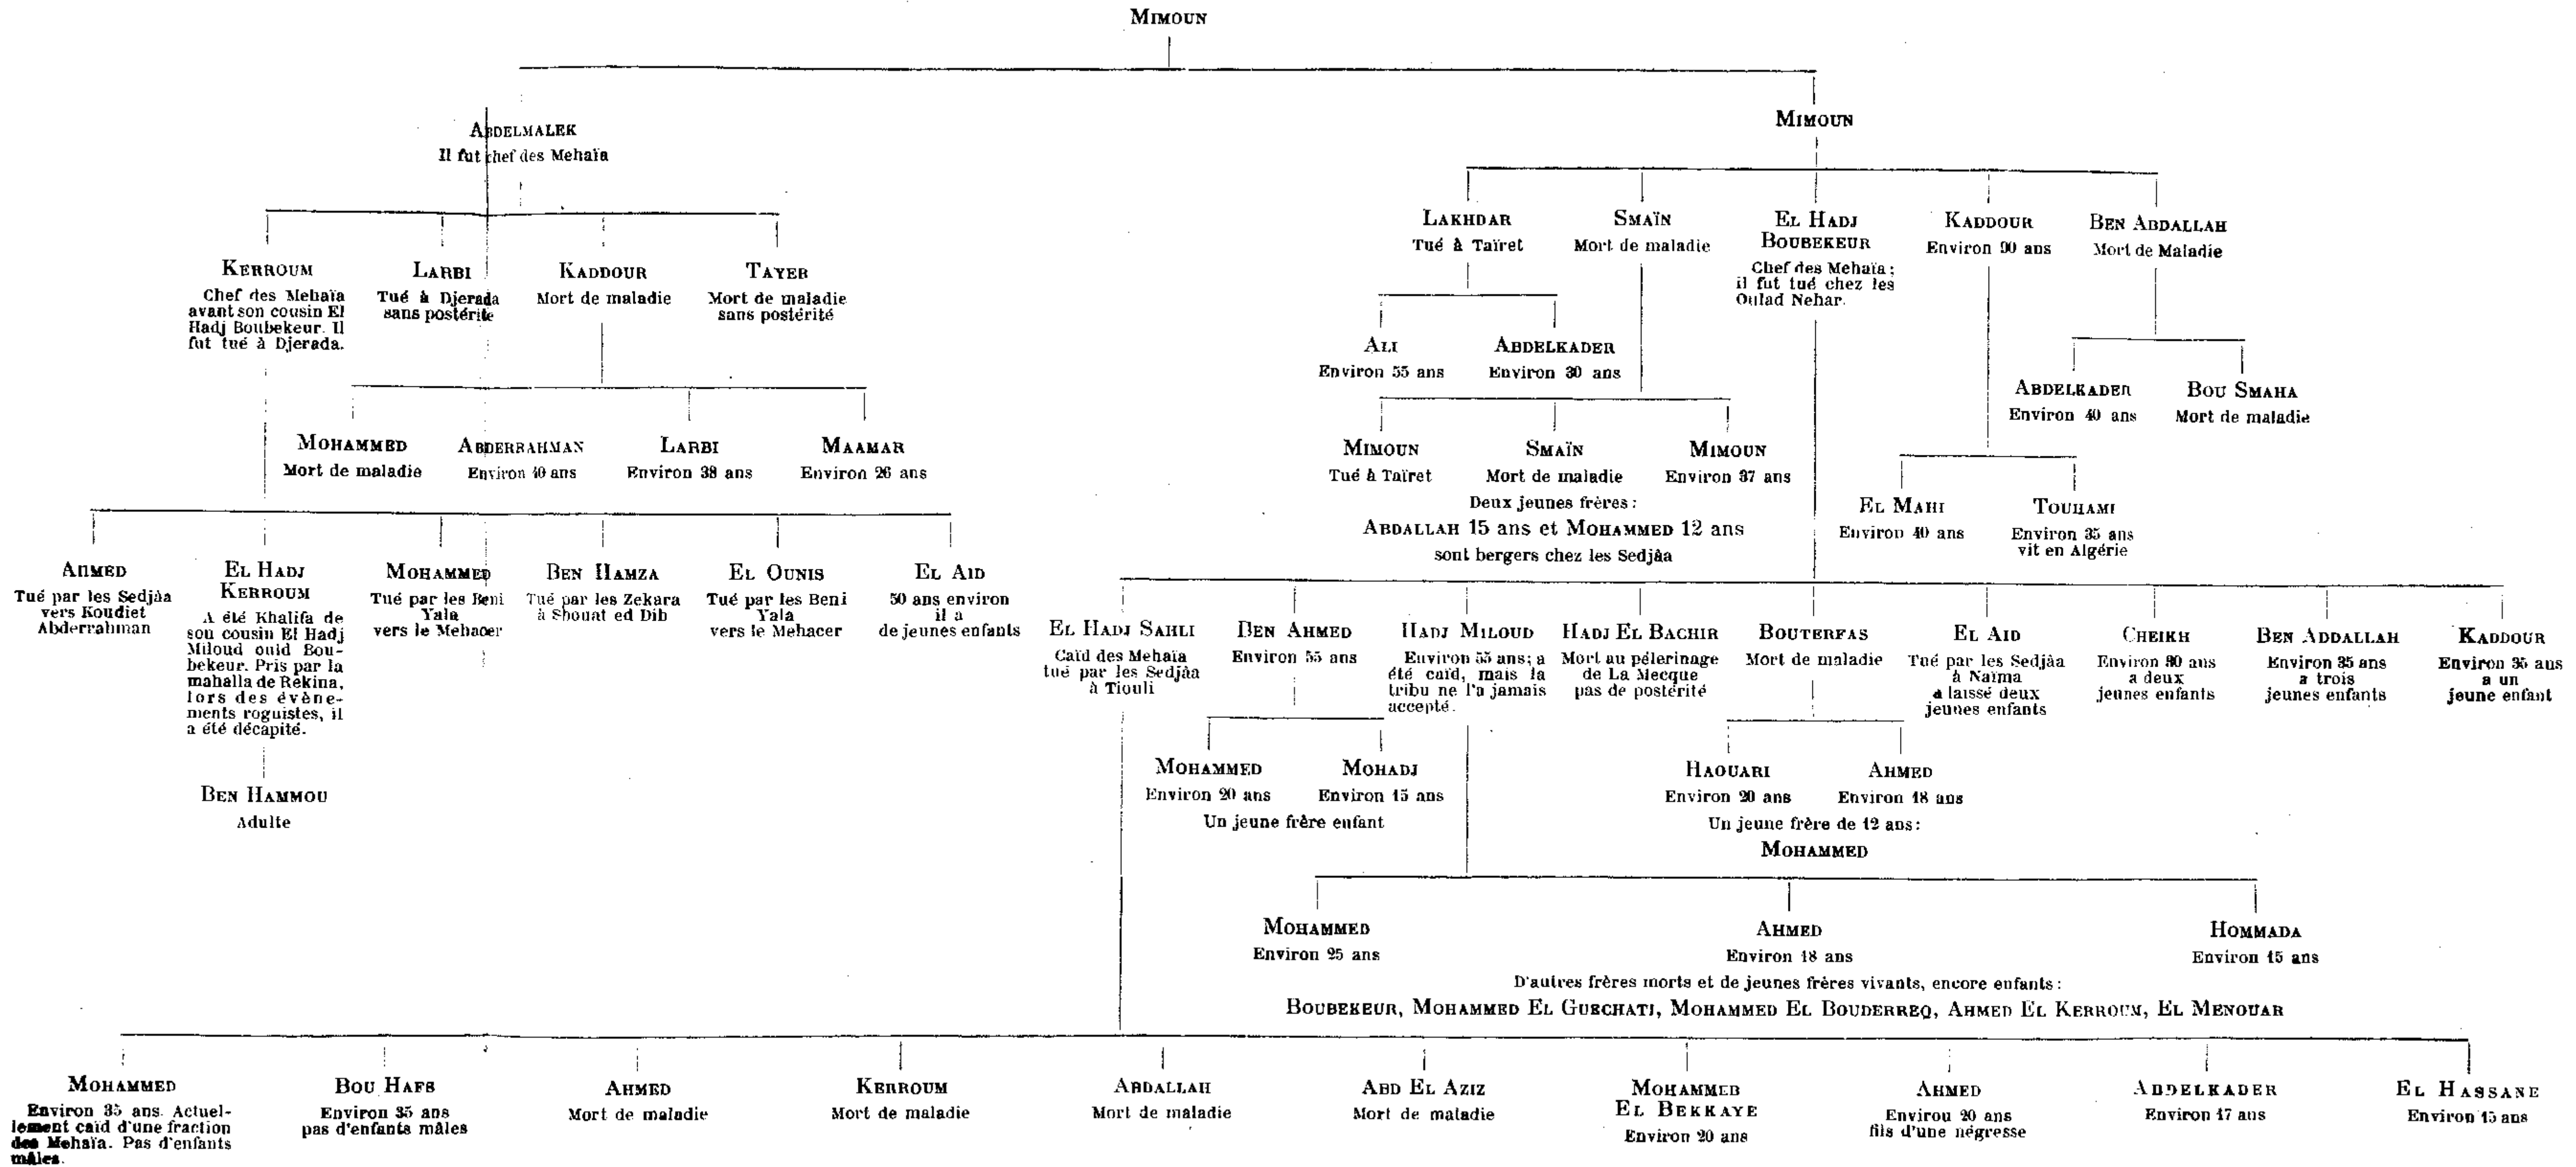 MIMOUN
ABDELMALEK
Il fut chef des Mehaïa
MIMOUN
KERROUM
Chef des Mehaïa
avant son cousin El
Hadj Boubekeur. Il
fut tué à Djerada.
LARBI
Tué à Djerada
sans postérité
KADDOUR
Mort de maladie
TAYEB
Mort de maladie
sans postérité
LAKHDAR
Tué à Taïret
SMAÏN
Mort de maladie
EL HADJ
BOUBEKEUR
Chef des Mehaïa;
il fut tué chez les
Oulad Nehar.
KADDOUR
Environ 90 ans
BEN ABDALLAH
Mort de Maladie
ALI
Environ 55 ans
ABDELKADER
Environ 30 ans
ABDELKADER
Environ 40 ans
BOU SMAHA
Mort de maladie
MOHAMMED
Mort de maladie
ABDERRAHMAN
Environ 40 ans
LARBI
Environ 38 ans
MAAMAR
Environ 26 ans
MIMOUN
Tué à Taïret
SMAÏN
Mort de maladie
MIMOUN
Environ 37 ans
Deux jeunes frères:
ABDALLAH 15 ans et MOHAMMED 12 ans
sont bergers chez les Sedjâa
EL MAHI
Environ 40 ans
TOUHAMI
Environ 35 ans
vit en Algérie
AHMED
Tué par les Sedjâa
vers Koudiet
Abderrahman
EL HADJ
KERROUM
A été Khalifa de
son cousin El Hadj
Miloud ould Bou-
bekeur. Pris par la
mahalla de Rekina,
lors des évène-
ments roguistes, il
a été décapité.
MOHAMMED
Tué par les Beni
Yala
vers le Mehacer
BEN HAMZA
Tué par les Zekara
à Shouat ed Dib
EL OUNIS
Tué par les Beni
Yala
vers le Mehacer
EL AID
50 ans environ
il a
de jeunes enfants
EL HADJ SAHLI
Caïd des Mehaïa
tué par les Sedjâa
à Tiouli
BEN AHMED
Environ 55 ans
HADJ MILOUD
Environ 55 ans; a
été caïd, mais la
tribu ne l'a jamais
accepté.
HADJ EL BACHIR
Mort au pélerinage
de La Mecque
pas de postérité
BOUTERFAS
Mort de maladie
EL AID
Tué par les Sedjâa
à Naïma
a laissé deux
jeunes enfants
CHEIKH
Environ 30 ans
a deux
jeunes enfants
BEN ABDALLAH
Environ 35 ans
a trois
jeunes enfants
KADDOUR
Environ 35 ans
a un
jeune enfant
BEN HAMMOU
Adulte
MOHAMMED
Environ 20 ans
MOHADJ
Environ 15 ans
Un jeune frère enfant
HAOUARI
Environ 20 ans
AHMED
Environ 18 ans
Un jeune frère de 12 ans:
MOHAMMED
MOHAMMED
Environ 25 ans
AHMED
Environ 18 ans
HOMMADA
Environ 15 ans
D'autres frères morts et de jeunes frères vivants, encore enfants:
BOUBEKEUR, MOHAMMED EL GUECHATI, MOHAMMED EL BOUDERREQ, AHMED EL KERROUM, EL MENOUAR
MOHAMMED
Environ 35 ans. Actuel-
lement caïd d'une fraction
des Mehaïa. Pas d'enfants
mâles.
BOU HAFS
Environ 35 ans
pas d'enfants mâles
AHMED
Mort de maladie
KERROUM
Mort de maladie
ABDALLAH
Mort de maladie
ABD EL AZIZ
Mort de maladie
MOHAMMED
EL BEKKAYE
Environ 20 ans
AHMED
Environ 20 ans
fils d'une négresse
ABDELKADER
Environ 17 ans
EL HASSANE
Environ 15 ans